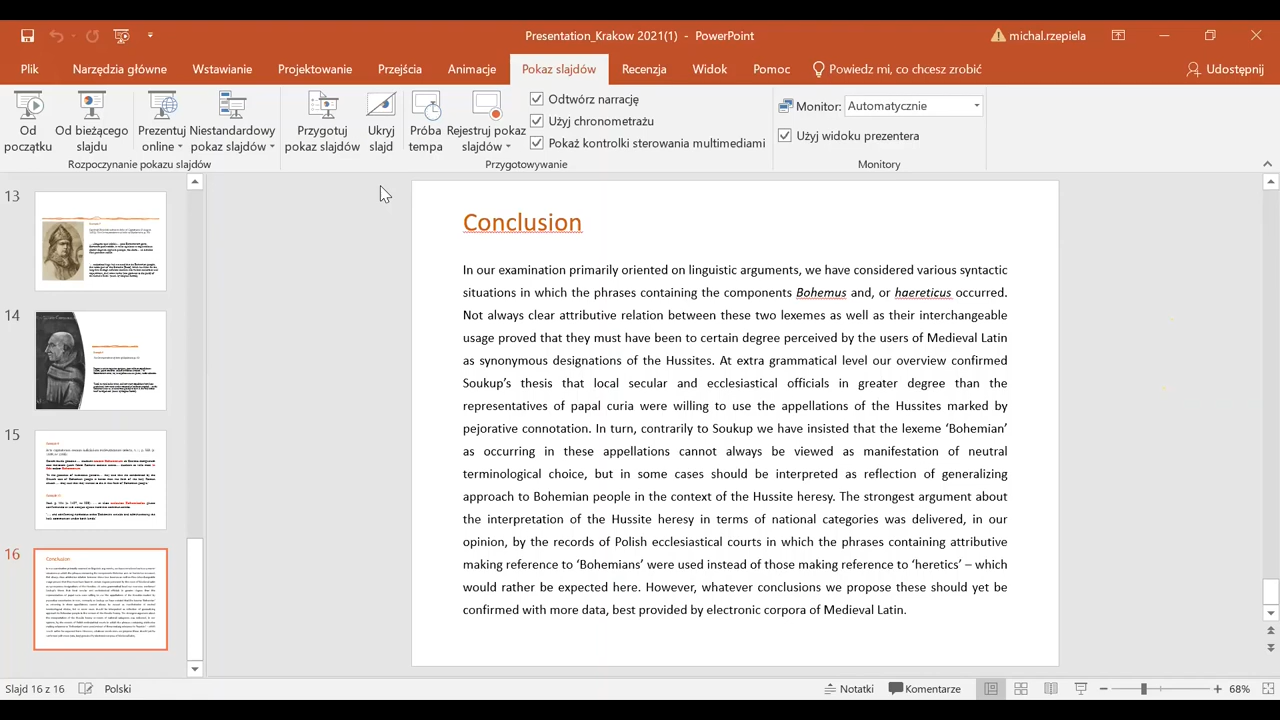 Presentation_Krakow 2021(1) - PowerPoint
michal.rzepiela
Plik Narzędzia główne Wstawianie Projektowanie Przejścia Animacje Pokaz slajdów Recenzja Widok Pomoc Powiedz mi, co chcesz zrobić Udostępnij
Od początku
Od bieżącego slajdu
Prezentuj online
Niestandardowy pokaz slajdów
Rozpoczynanie pokazu slajdów
Przygotuj pokaz slajdów
Ukryj slajd
Próba tempa
Rejestruj pokaz slajdów
Odtwórz narrację
Użyj chronometrażu
Pokaż kontrolki sterowania multimediami
Przygotowywanie
Monitor: Automatycznie
Użyj widoku prezentera
Monitory
13
14
15
16
Conclusion
In our examination primarily oriented on linguistic arguments we have considered various syntactic
situations in which the phrases containing the components Bohemus and, or haereticus occurred.
Not always clear attributive relation between these two lexemes as well as their interchangeable
usage proved that they must have been to certain degree perceived by the users of Medieval Latin
as synonymous designations of the Hussites. At extra grammatical level our overview confirmed
Soukup's thesis that local secular and ecclesiastical officials in greater degree than the
representatives of papal curia were willing to use the appellations of the Hussites marked by
pejorative connotation. In turn, contrarily to Soukup we have insisted that the lexeme ‘Bohemian’
as occurring in these appellations cannot always be viewed as manifestation of neutral
terminological choice, but in some cases should be interpreted as reflection of generalizing
approach to Bohemian people in the context of the Hussite heresy. The strongest argument about
the interpretation of the Hussite heresy in terms of national categories was delivered, in our
opinion, by the records of Polish ecclesiastical courts in which the phrases containing attributive
making reference to ‘Bohemians’ were used instead of those making reference to ‘heretics’ – which
would rather be expected here. However, whatever conclusions we propose these should yet be
confirmed with more data, best provided by electronic corpora of Medieval Latin.
Slajd 16 z 16 Polski Notatki Komentarze 68%